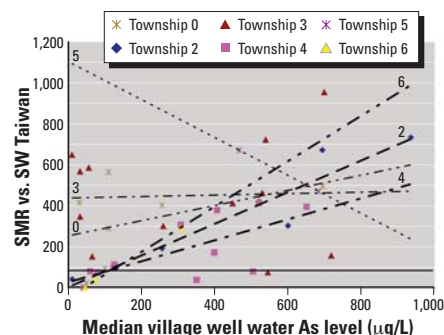 Township 0 Township 3 Township 5
Township 2 Township 4 Township 6
SMR vs. SW Taiwan
1,200
1,000
800
600
400
200
0
5
3
0
6
2
4
0 200 400 600 800 1,000
Median village well water As level (µg/L)